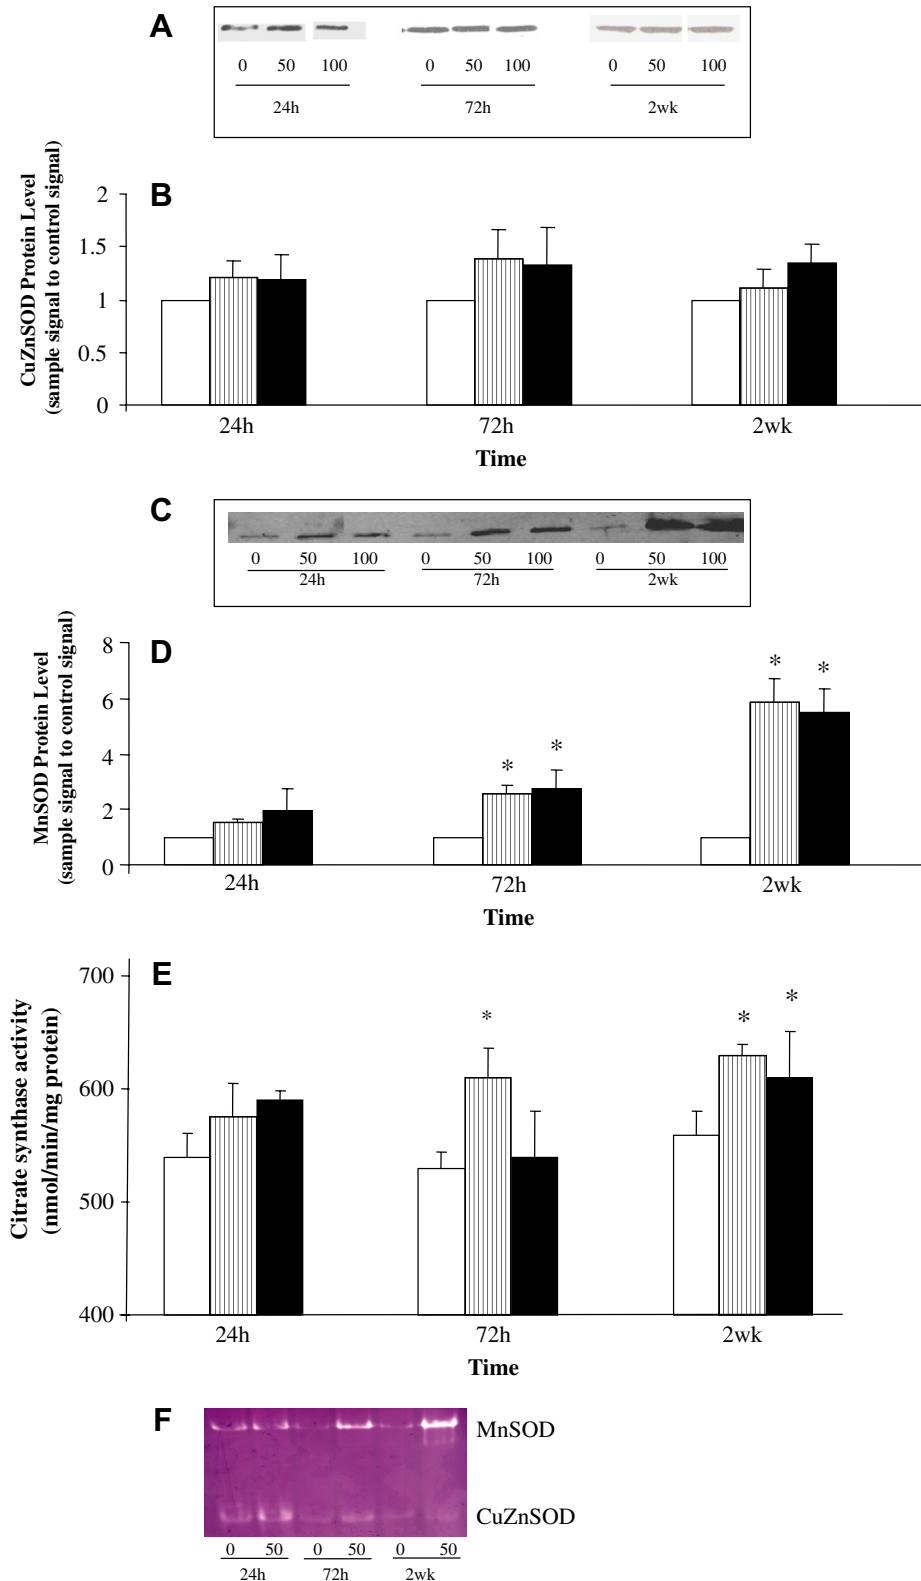 A
0 50 100 0 50 100 0 50 100
24h 72h 2wk
B
CuZnSOD Protein Level
(sample signal to control signal)
2
1.5
1
0.5
0
24h 72h 2wk
Time
C
0 50 100 0 50 100 0 50 100
24h 72h 2wk
D
MnSOD Protein Level
(sample signal to control signal)
8
6
4
2
0
* * * *
24h 72h 2wk
Time
E
Citrate synthase activity
(nmol/min/mg protein)
700
600
500
400
* * *
24h 72h 2wk
Time
F
MnSOD
CuZnSOD
0 50 0 50 0 50
24h 72h 2wk